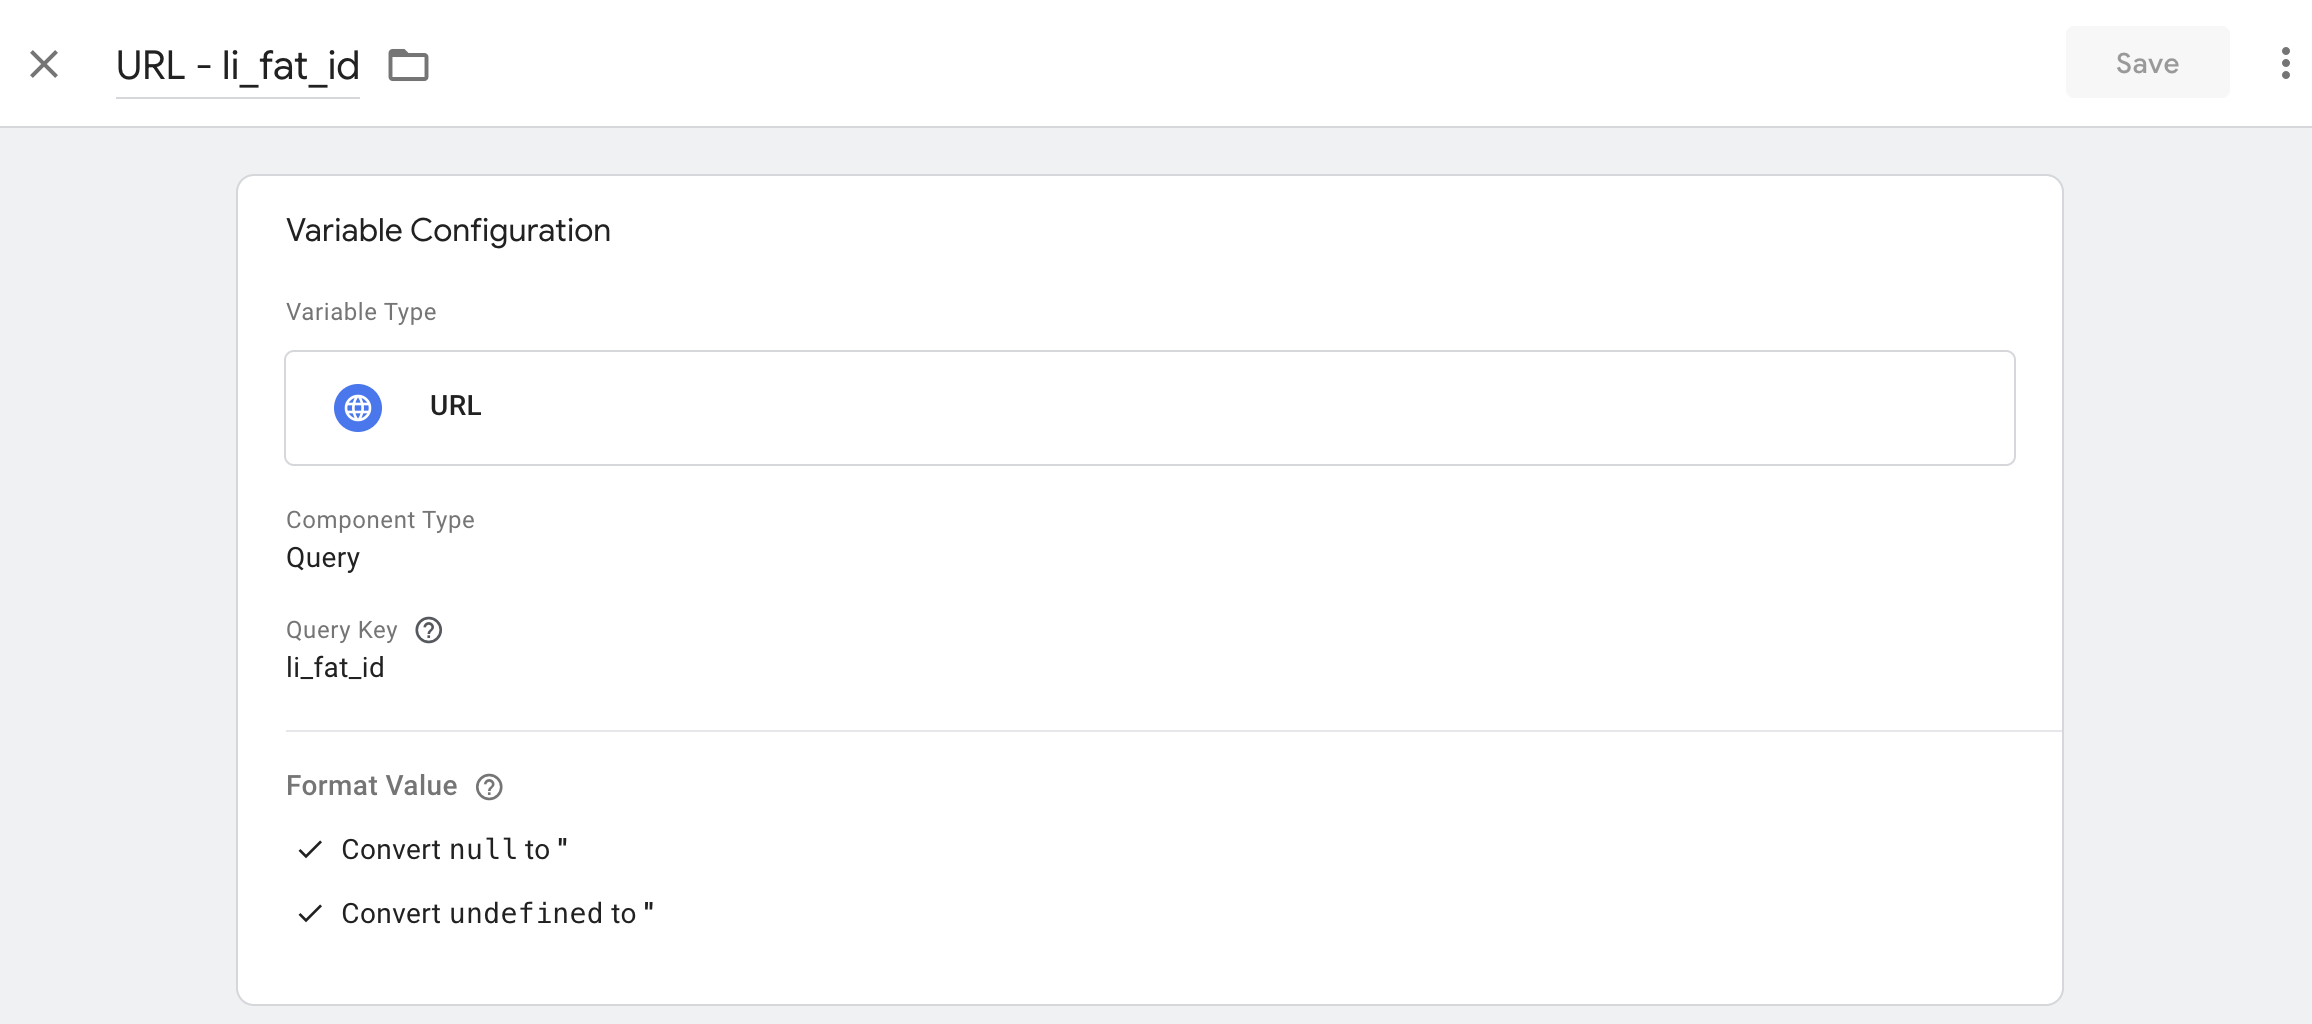 URL - li_fat_id
Save
Variable Configuration
Variable Type
URL
Component Type
Query
Query Key
li_fat_id
Format Value
Convert null to "
Convert undefined to "